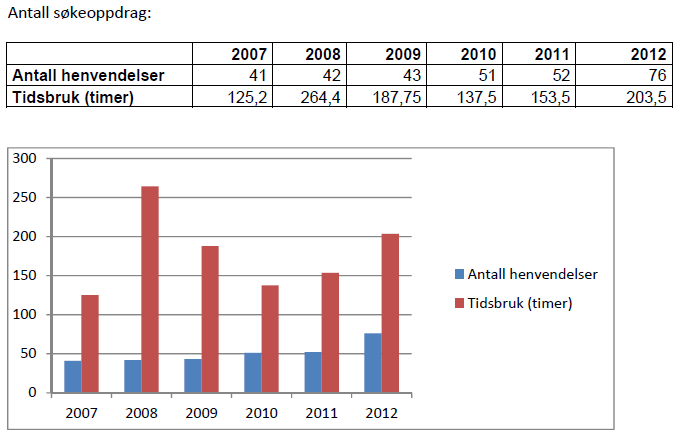 Antall søkeoppdrag:
2007 2008 2009 2010 2011 2012
Antall henvendelser 41 42 43 51 52 76
Tidsbruk (timer) 125,2 264,4 187,75 137,5 153,5 203,5
300
250
200
150
100
50
0
2007 2008 2009 2010 2011 2012
Antall henvendelser
Tidsbruk (timer)